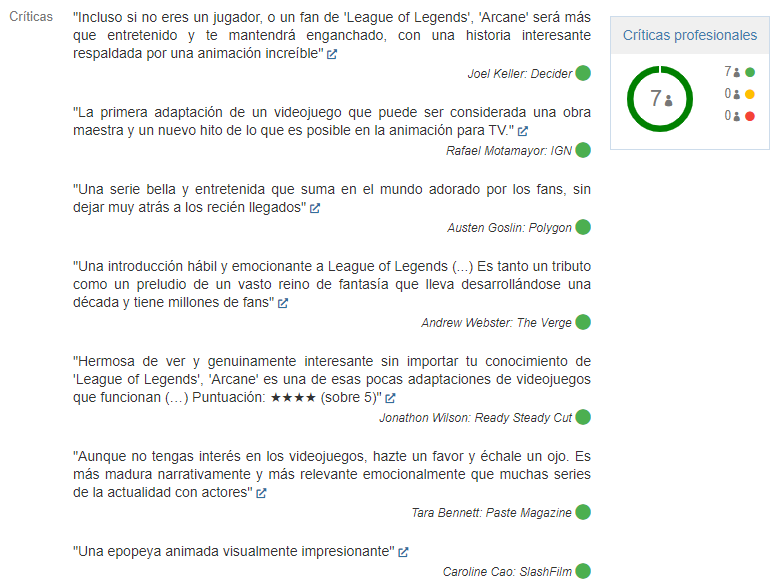 Críticas
"Incluso si no eres un jugador, o un fan de 'League of Legends', 'Arcane' será más
que entretenido y te mantendrá enganchado, con una historia interesante
respaldada por una animación increíble"
Joel Keller: Decider
"La primera adaptación de un videojuego que puede ser considerada una obra
maestra y un nuevo hito de lo que es posible en la animación para TV."
Rafael Motamayor: IGN
"Una serie bella y entretenida que suma en el mundo adorado por los fans, sin
dejar muy atrás a los recién llegados"
Austen Goslin: Polygon
"Una introducción hábil y emocionante a League of Legends (...) Es tanto un tributo
como un preludio de un vasto reino de fantasía que lleva desarrollándose una
década y tiene millones de fans"
Andrew Webster: The Verge
"Hermosa de ver y genuinamente interesante sin importar tu conocimiento de
'League of Legends', 'Arcane' es una de esas pocas adaptaciones de videojuegos
que funcionan (…) Puntuación: ★★★★ (sobre 5)"
Jonathon Wilson: Ready Steady Cut
"Aunque no tengas interés en los videojuegos, hazte un favor y échale un ojo. Es
más madura narrativamente y más relevante emocionalmente que muchas series
de la actualidad con actores"
Tara Bennett: Paste Magazine
"Una epopeya animada visualmente impresionante"
Caroline Cao: SlashFilm
Críticas profesionales
7
7
0
0